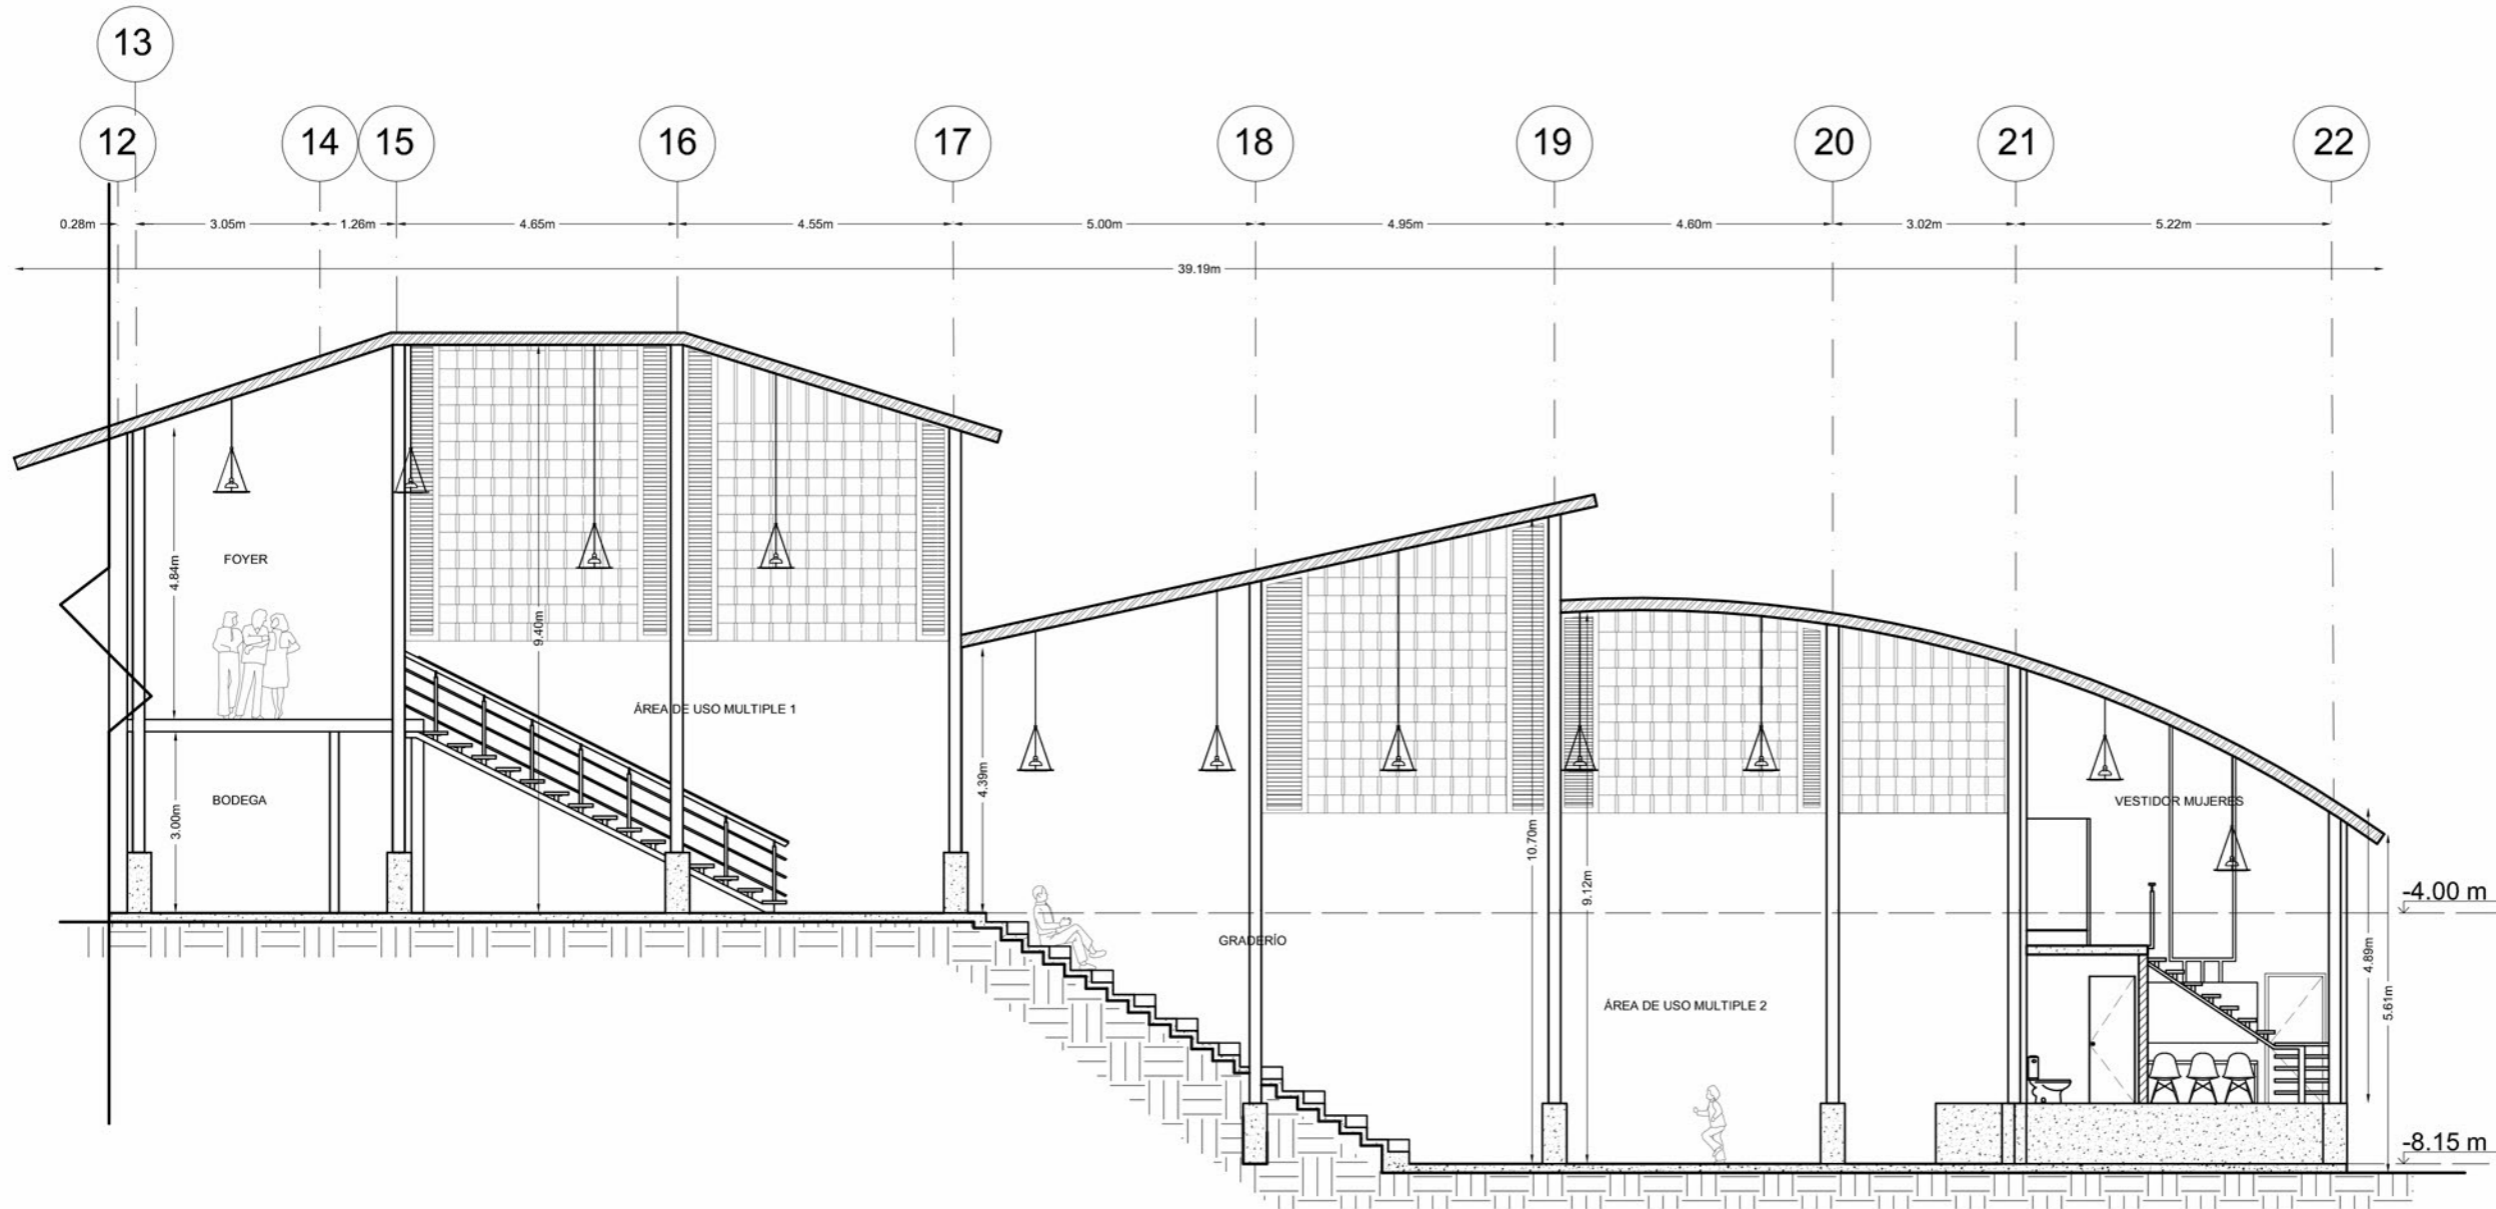 13
12
14
15
16
17
18
19
20
21
22
0.28m
3.05m
1.26m
4.65m
4.55m
5.00m
4.95m
4.60m
3.02m
5.22m
39.19m
4.84m
FOYER
9.40m
ÁREA DE USO MULTIPLE 1
4.39m
3.00m
BODEGA
10.70m
9.12m
VESTIDOR MUJERES
-4.00 m
GRADERÍO
4.89m
5.61m
ÁREA DE USO MULTIPLE 2
-8.15 m